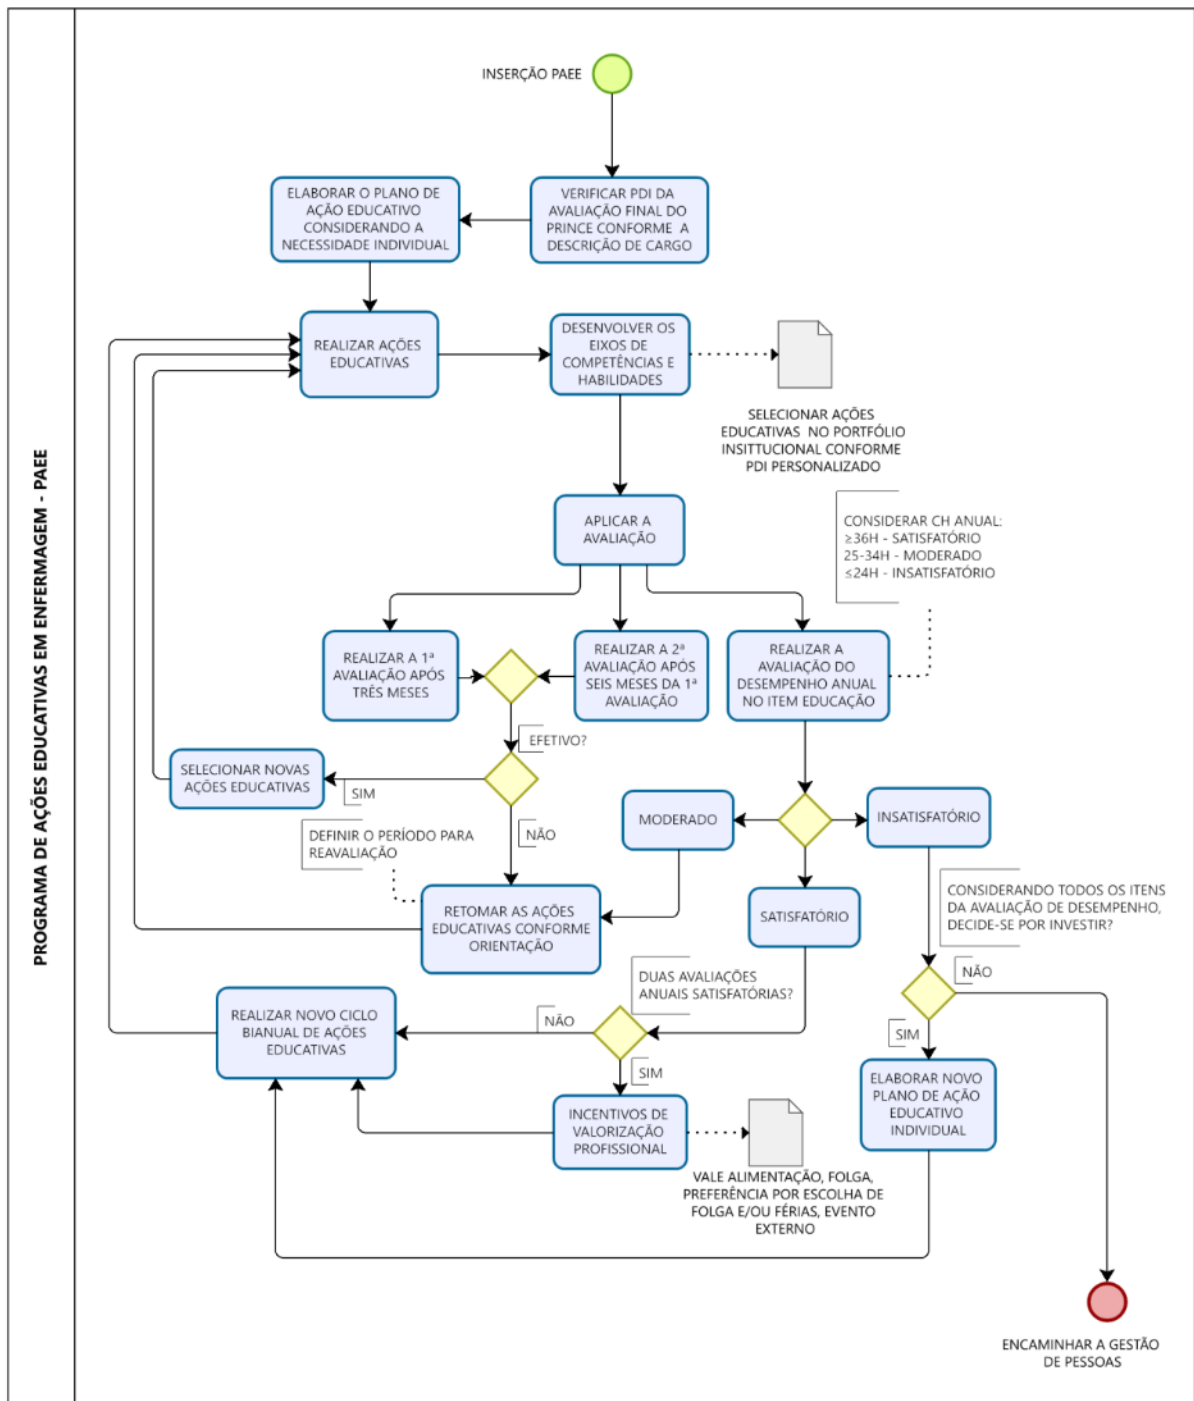 PROGRAMA DE AÇÕES EDUCATIVAS EM ENFERMAGEM - PAEE
INSERÇÃO PAEE
ELABORAR O PLANO DE
AÇÃO EDUCATIVO
CONSIDERANDO A
NECESSIDADE INDIVIDUAL
VERIFICAR PDI DA
AVALIAÇÃO FINAL DO
PRINCE CONFORME A
DESCRIÇÃO DE CARGO
REALIZAR AÇÕES
EDUCATIVAS
DESENVOLVER OS
EIXOS DE
COMPETÊNCIAS E
HABILIDADES
SELECIONAR AÇÕES
EDUCATIVAS NO PORTFÓLIO
INSITTUCIONAL CONFORME
PDI PERSONALIZADO
APLICAR A
AVALIAÇÃO
CONSIDERAR CH ANUAL:
≥36H - SATISFATÓRIO
25-34H - MODERADO
≤24H - INSATISFATÓRIO
REALIZAR A 1ª
AVALIAÇÃO APÓS
TRÊS MESES
REALIZAR A 2ª
AVALIAÇÃO APÓS
SEIS MESES DA 1ª
AVALIAÇÃO
REALIZAR A
AVALIAÇÃO DO
DESEMPENHO ANUAL
NO ITEM EDUCAÇÃO
EFETIVO?
SELECIONAR NOVAS
AÇÕES EDUCATIVAS
SIM
NÃO
MODERADO
INSATISFATÓRIO
DEFINIR O PERÍODO PARA
REAVALIAÇÃO
RETOMAR AS AÇÕES
EDUCATIVAS CONFORME
ORIENTAÇÃO
SATISFATÓRIO
CONSIDERANDO TODOS OS ITENS
DA AVALIAÇÃO DE DESEMPENHO,
DECIDE-SE POR INVESTIR?
NÃO
DUAS AVALIAÇÕES
ANUAIS SATISFATÓRIAS?
REALIZAR NOVO CICLO
BIANUAL DE AÇÕES
EDUCATIVAS
NÃO
SIM
SIM
ELABORAR NOVO
PLANO DE AÇÃO
EDUCATIVO
INDIVIDUAL
INCENTIVOS DE
VALORIZAÇÃO
PROFISSIONAL
VALE ALIMENTAÇÃO, FOLGA,
PREFERÊNCIA POR ESCOLHA DE
FOLGA E/OU FÉRIAS, EVENTO
EXTERNO
ENCAMINHAR A GESTÃO
DE PESSOAS